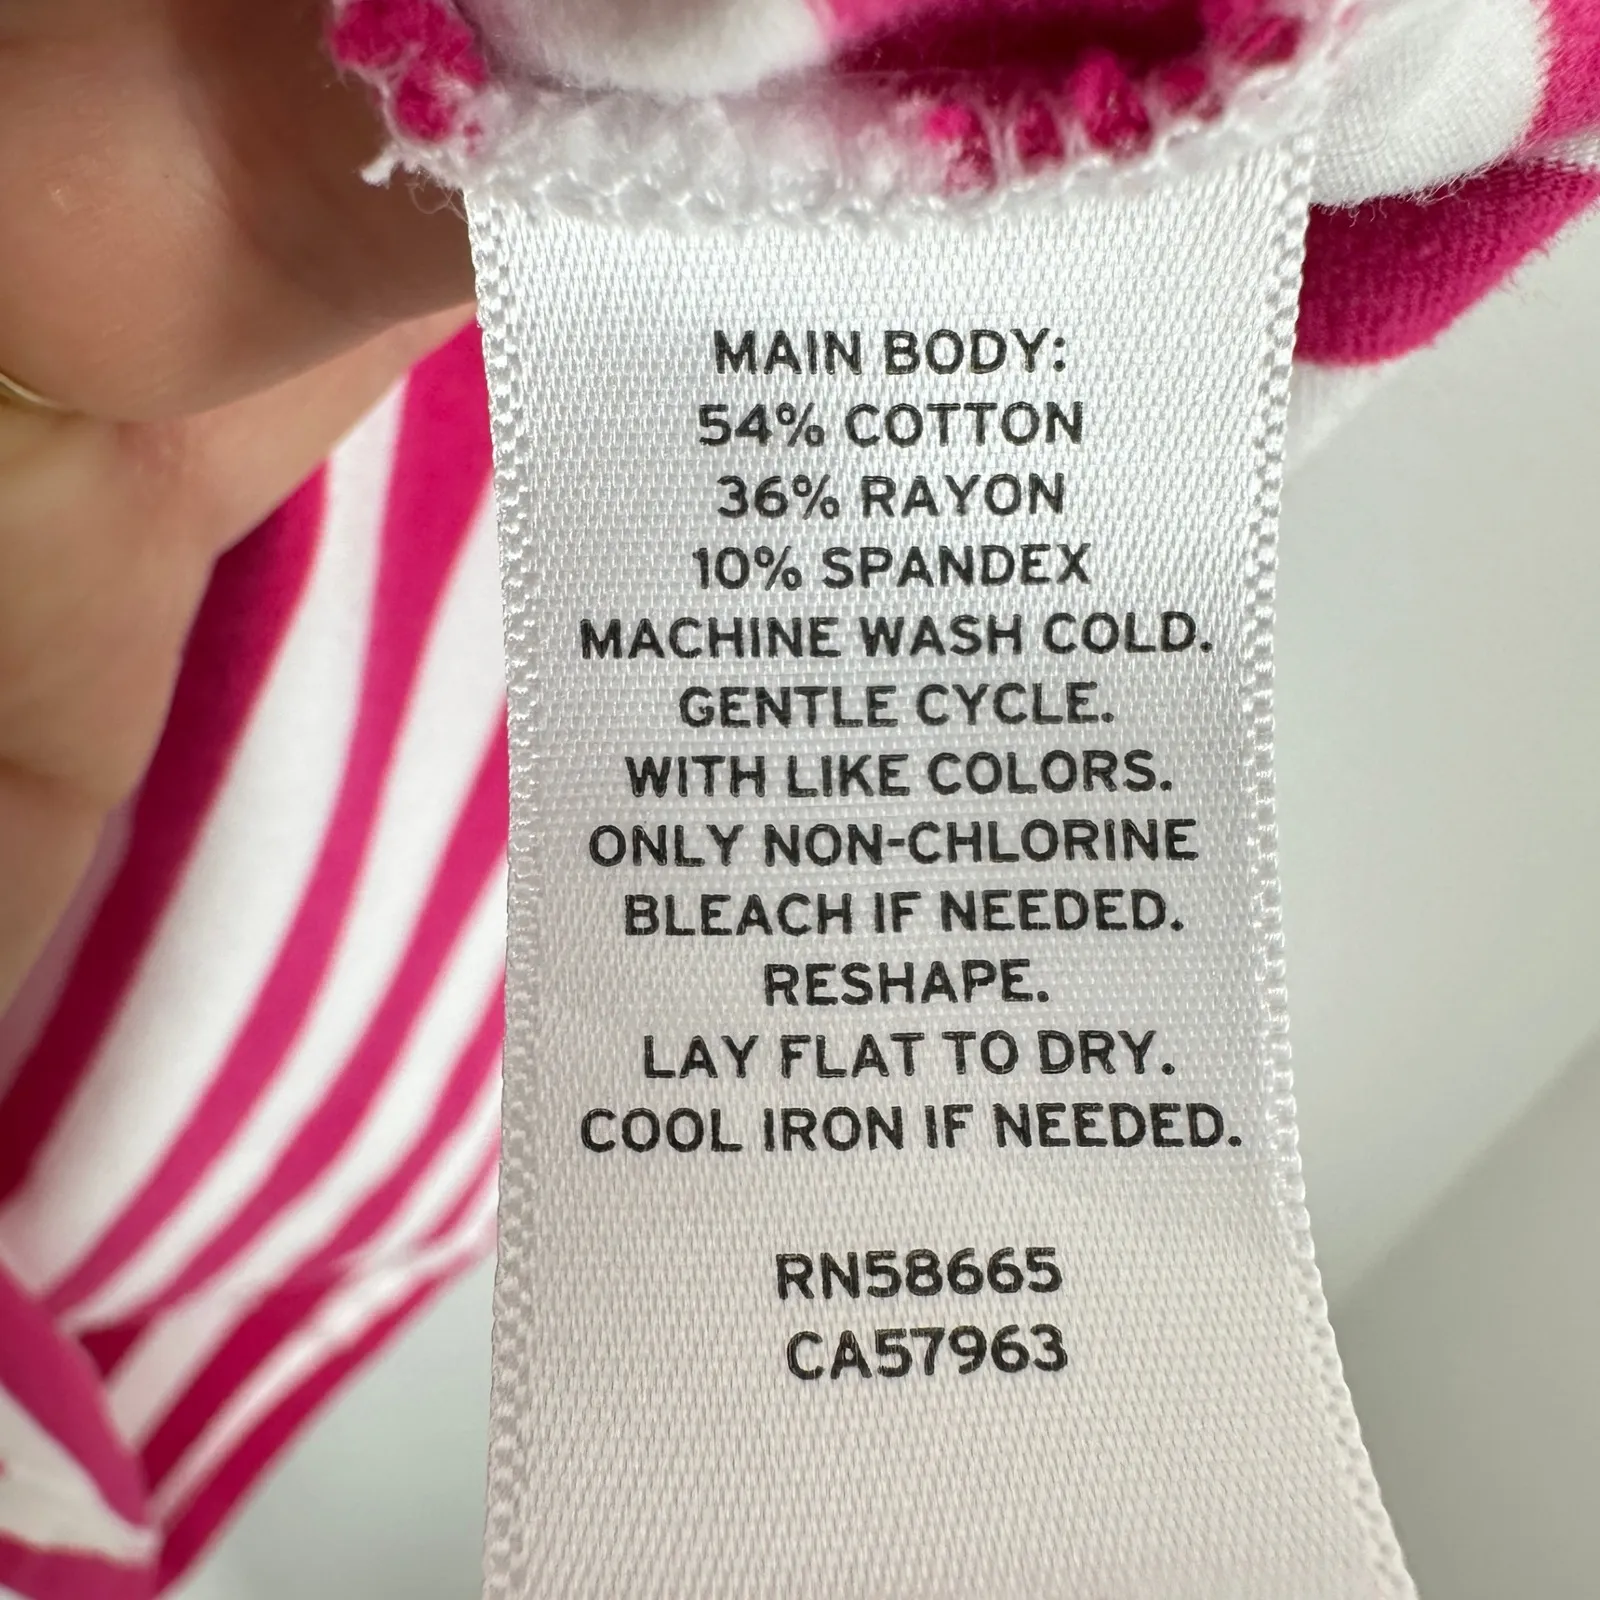 MAIN BODY:
54% COTTON
36% RAYON
10% SPANDEX
MACHINE WASH COLD.
GENTLE CYCLE.
WITH LIKE COLORS.
ONLY NON-CHLORINE
BLEACH IF NEEDED.
RESHAPE.
LAY FLAT TO DRY.
COOL IRON IF NEEDED.
RN58665
CA57963